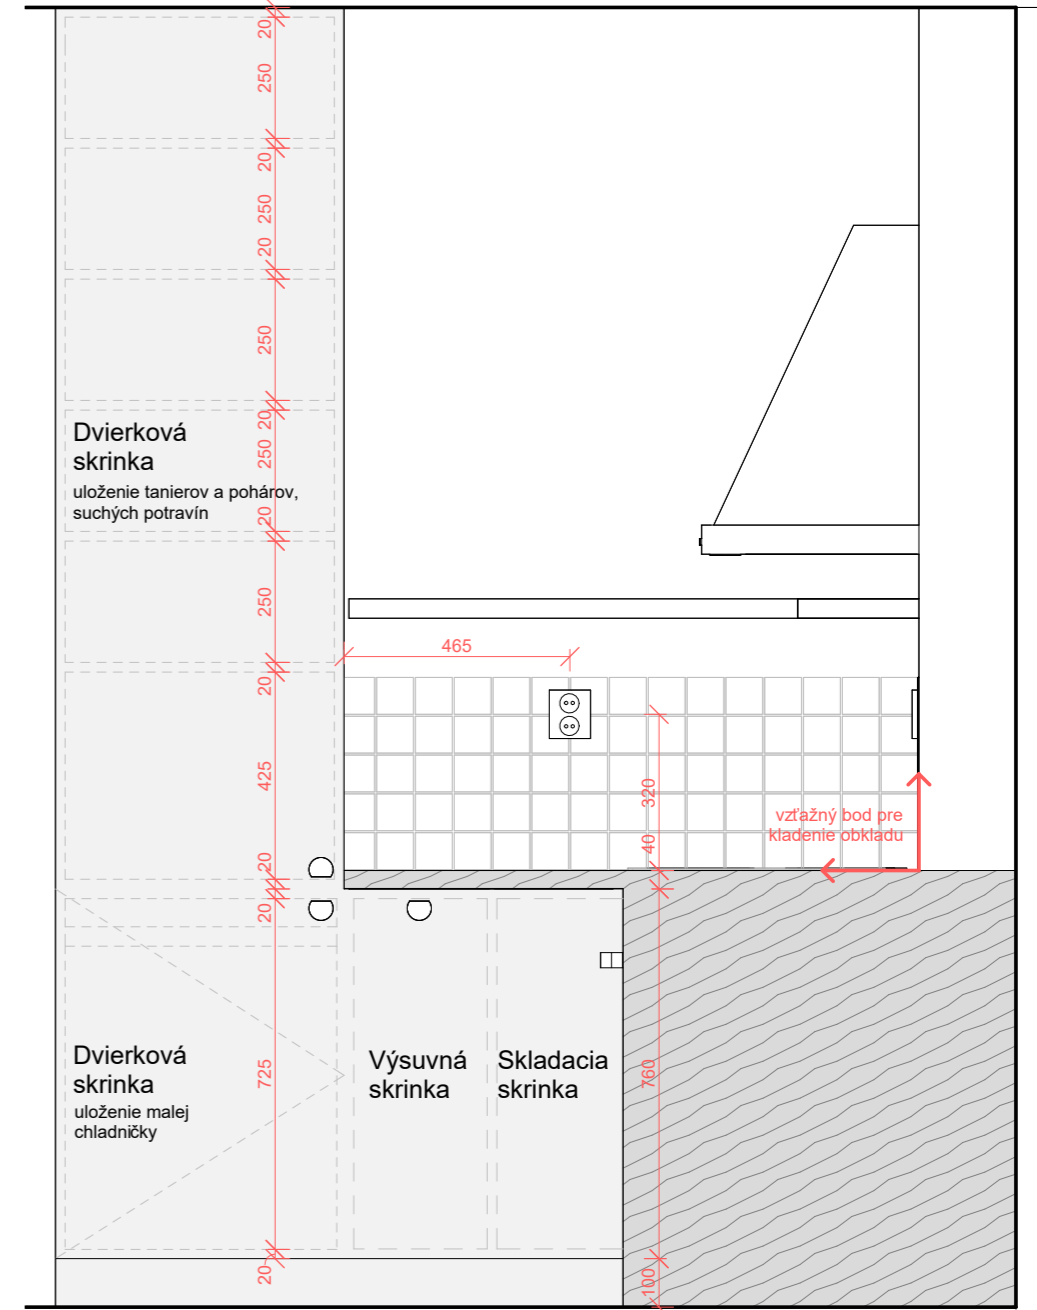 20
250
20
250
20
250
20
250
20
250
20
425
20
20
725
20
Dvierková
skrinka
uloženie tanierov a pohárov,
suchých potravín
465
320
40
vzťažný bod pre
kladenie obkladu
Dvierková
skrinka
uloženie malej
chladničky
Výsuvná
skrinka
Skladacia
skrinka
760
100